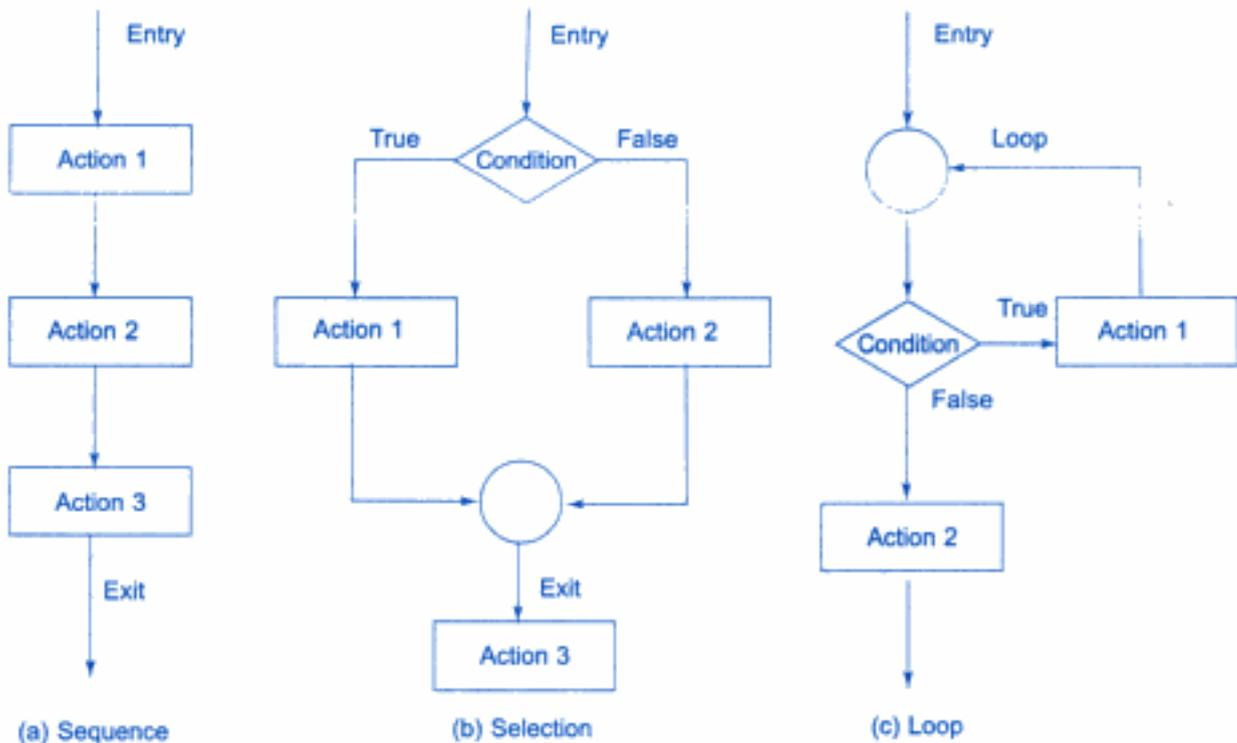 Entry
Action 1
Action 2
Action 3
Exit
(a) Sequence
Entry
True
False
Condition
Action 1
Action 2
Exit
Action 3
(b) Selection
Entry
Loop
Condition
True
Action 1
False
Action 2
(c) Loop